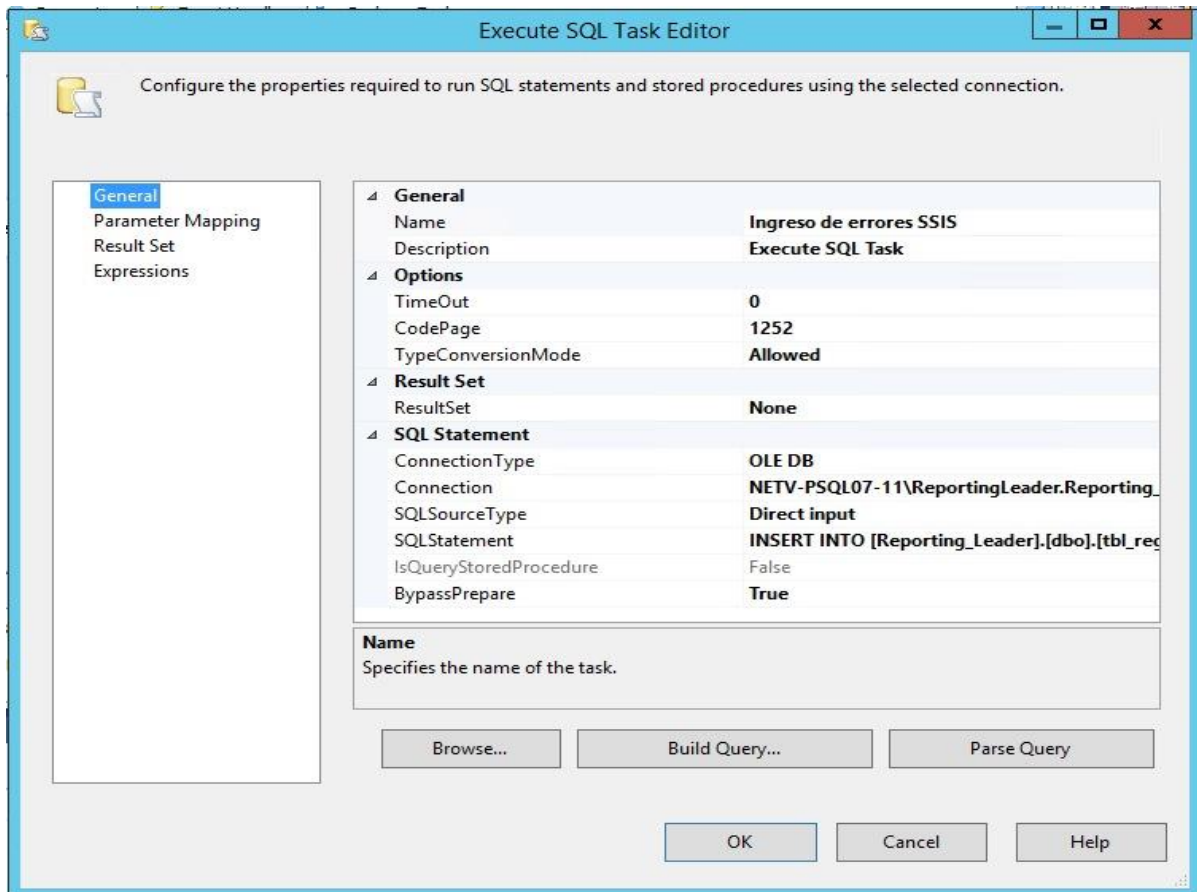 Execute SQL Task Editor
Configure the properties required to run SQL statements and stored procedures using the selected connection.
General
Parameter Mapping
Result Set
Expressions
General
Name Ingreso de errores SSIS
Description Execute SQL Task
Options
TimeOut 0
CodePage 1252
TypeConversionMode Allowed
Result Set
ResultSet None
SQL Statement
ConnectionType OLE DB
Connection NETV-PSQL07-11\ReportingLeader.Reporting_
SQLSourceType Direct input
SQLStatement INSERT INTO [Reporting_Leader].[dbo].[tbl_reg
IsQueryStoredProcedure False
BypassPrepare True
Name
Specifies the name of the task.
Browse... Build Query... Parse Query
OK Cancel Help